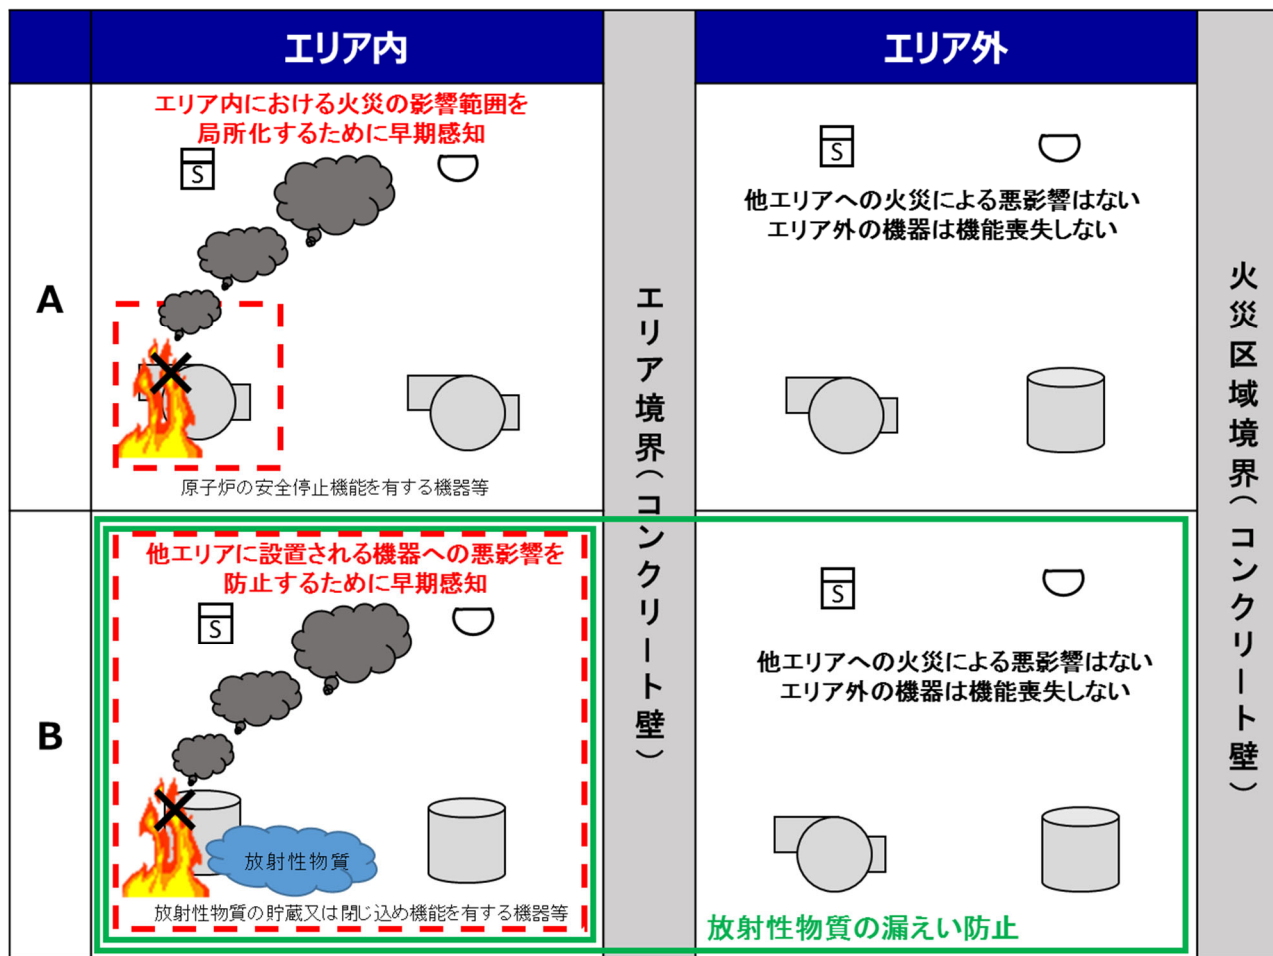 エリア内
エリア外
A
エリア内における火災の影響範囲を
局所化するために早期感知
S
原子炉の安全停止機能を有する機器等
エリア境界(コンクリート壁)
S
他エリアへの火災による悪影響はない
エリア外の機器は機能喪失しない
火災区域境界(コンクリート壁)
B
他エリアに設置される機器への悪影響を
防止するために早期感知
S
放射性物質
放射性物質の貯蔵又は閉じ込め機能を有する機器等
S
他エリアへの火災による悪影響はない
エリア外の機器は機能喪失しない
放射性物質の漏えい防止